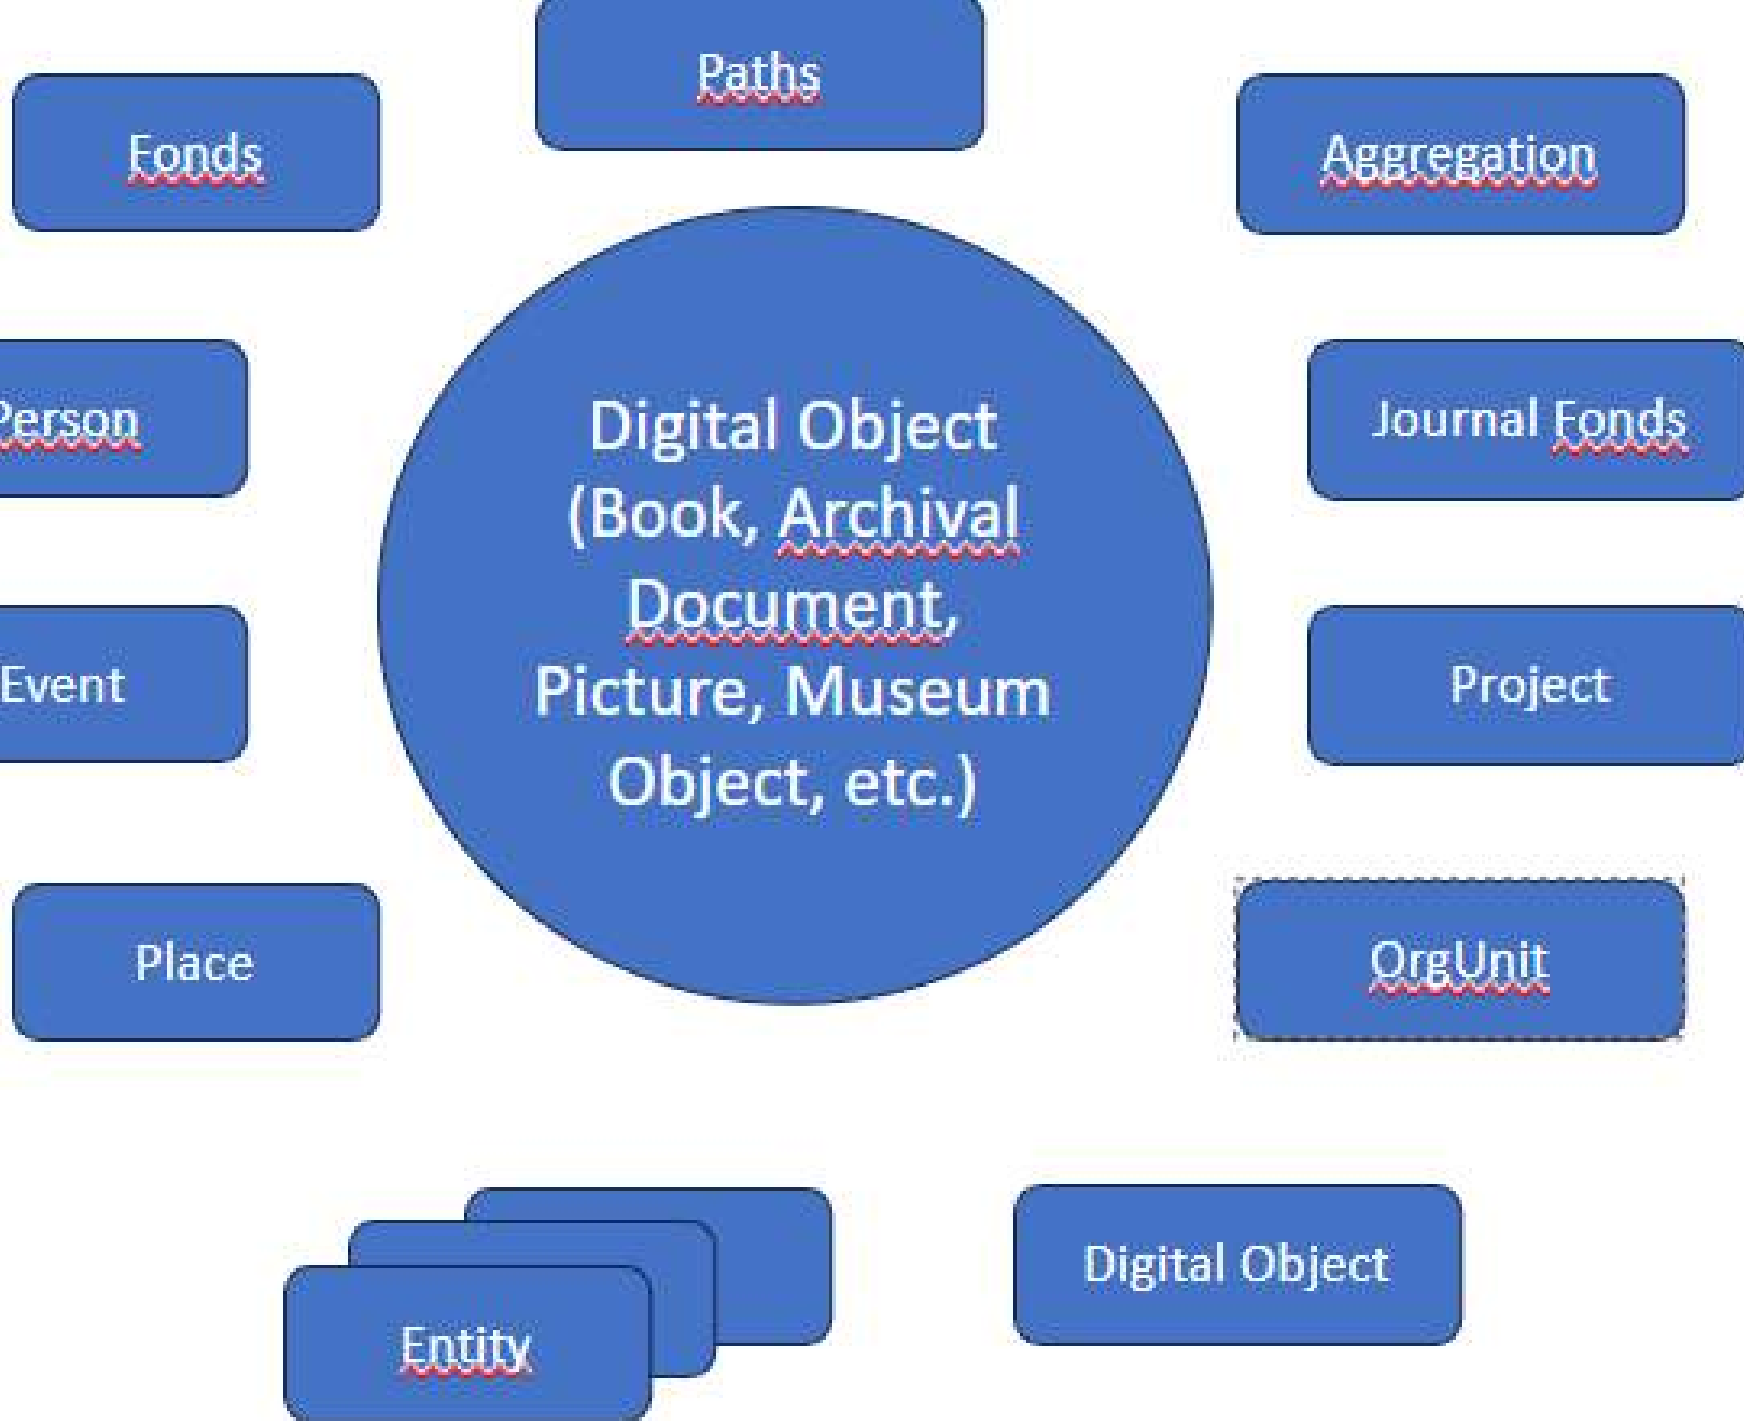 Paths
Fonds
Aggregation
Person
Journal Fonds
Digital Object
(Book, Archival
Document,
Picture, Museum
Object, etc.)
Event
Project
Place
OrgUnit
Digital Object
Entity